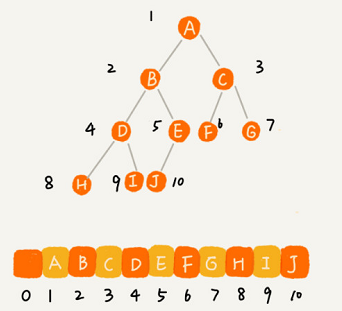 1 A
2 B C 3
4 D 5 E F 6 G 7
8 H 9 I J 10
A B C D E F G H I J
0 1 2 3 4 5 6 7 8 9 10